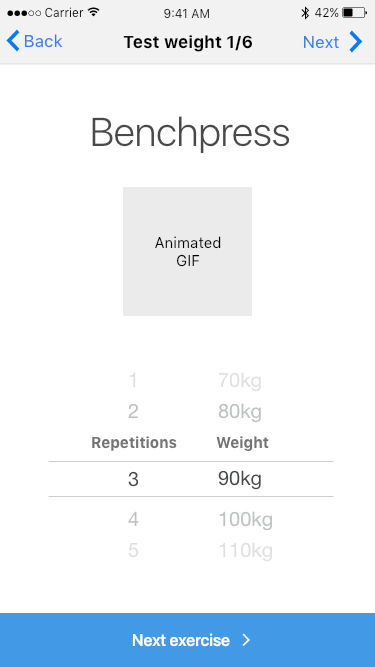 Carrier 9:41 AM 42%
Back Test weight 1/6 Next
Benchpress
Animated
GIF
1 70kg
2 80kg
Repetitions Weight
3 90kg
4 100kg
5 110kg
Next exercise